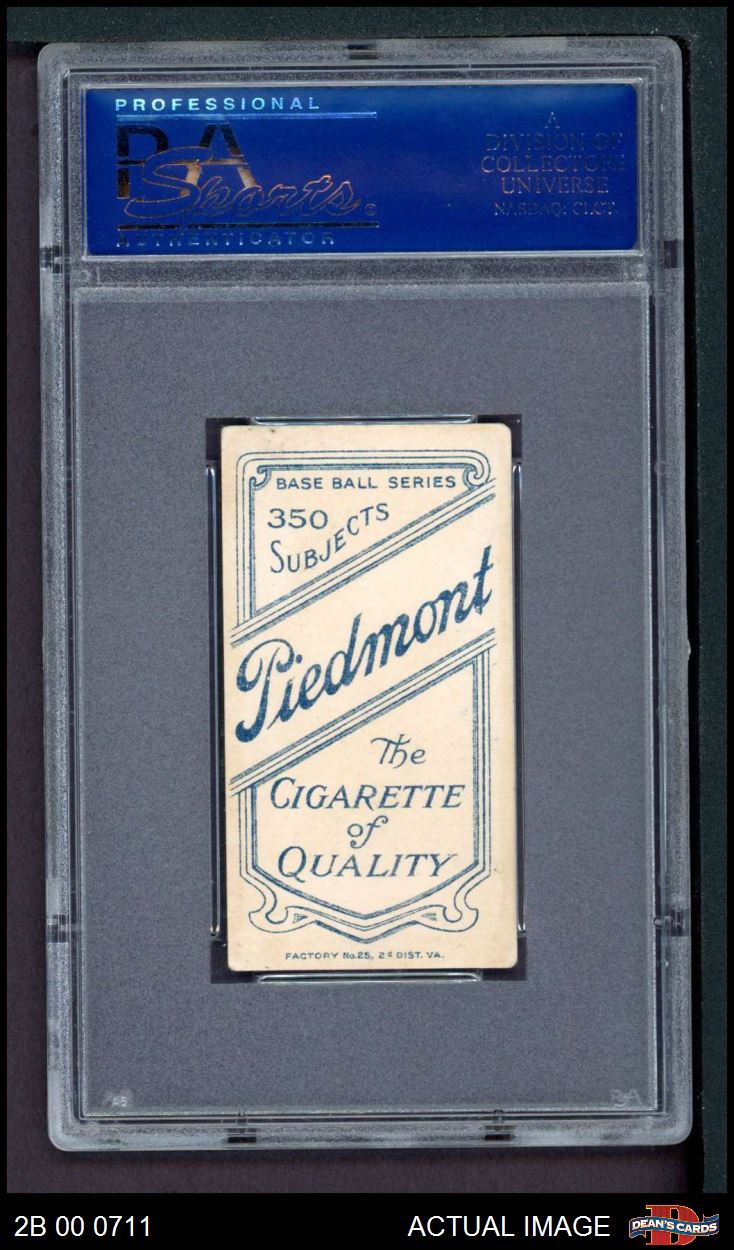 PROFESSIONAL
PSA
Sports
AUTHENTICATOR
A
DIVISION OF
COLLECTORS
UNIVERSE
NASDAQ: CLCT
BASE BALL SERIES
350
SUBJECTS
Piedmont
The
CIGARETTE
of
QUALITY
FACTORY No.25, 2d DIST. VA.
PSA
2B 00 0711
ACTUAL IMAGE
DEAN'S CARDS